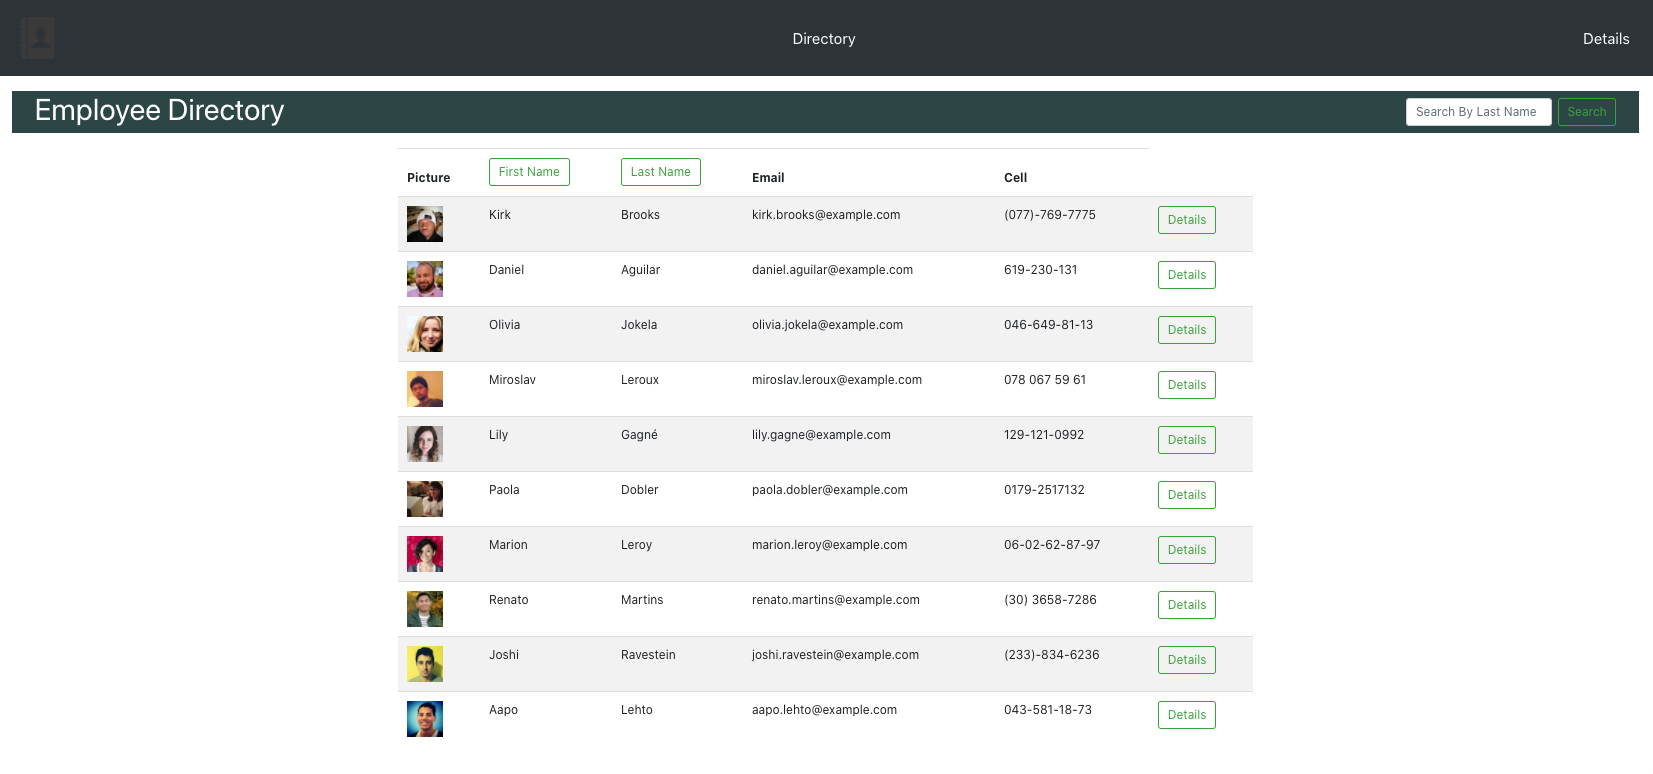 Directory Details
Employee Directory Search By Last Name Search
Picture First Name Last Name Email Cell
Kirk Brooks kirk.brooks@example.com (077)-769-7775 Details
Daniel Aguilar daniel.aguilar@example.com 619-230-131 Details
Olivia Jokela olivia.jokela@example.com 046-649-81-13 Details
Miroslav Leroux miroslav.leroux@example.com 078 067 59 61 Details
Lily Gagné lily.gagne@example.com 129-121-0992 Details
Paola Dobler paola.dobler@example.com 0179-2517132 Details
Marion Leroy marion.leroy@example.com 06-02-62-87-97 Details
Renato Martins renato.martins@example.com (30) 3658-7286 Details
Joshi Ravestein joshi.ravestein@example.com (233)-834-6236 Details
Aapo Lehto aapo.lehto@example.com 043-581-18-73 Details